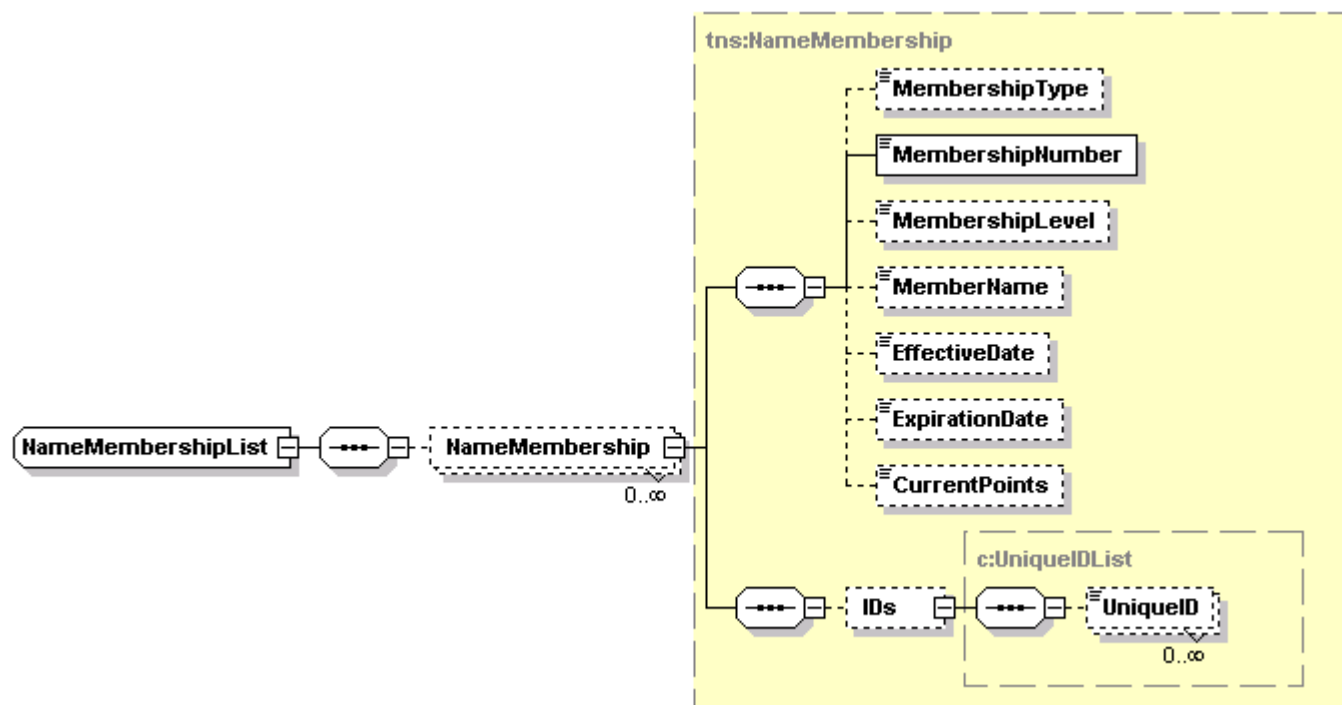 tns:NameMembership
MembershipType
MembershipNumber
MembershipLevel
MemberName
EffectiveDate
ExpirationDate
CurrentPoints
NameMembershipList
NameMembership
0..∞
c:UniqueIDList
IDs
UniqueID
0..∞